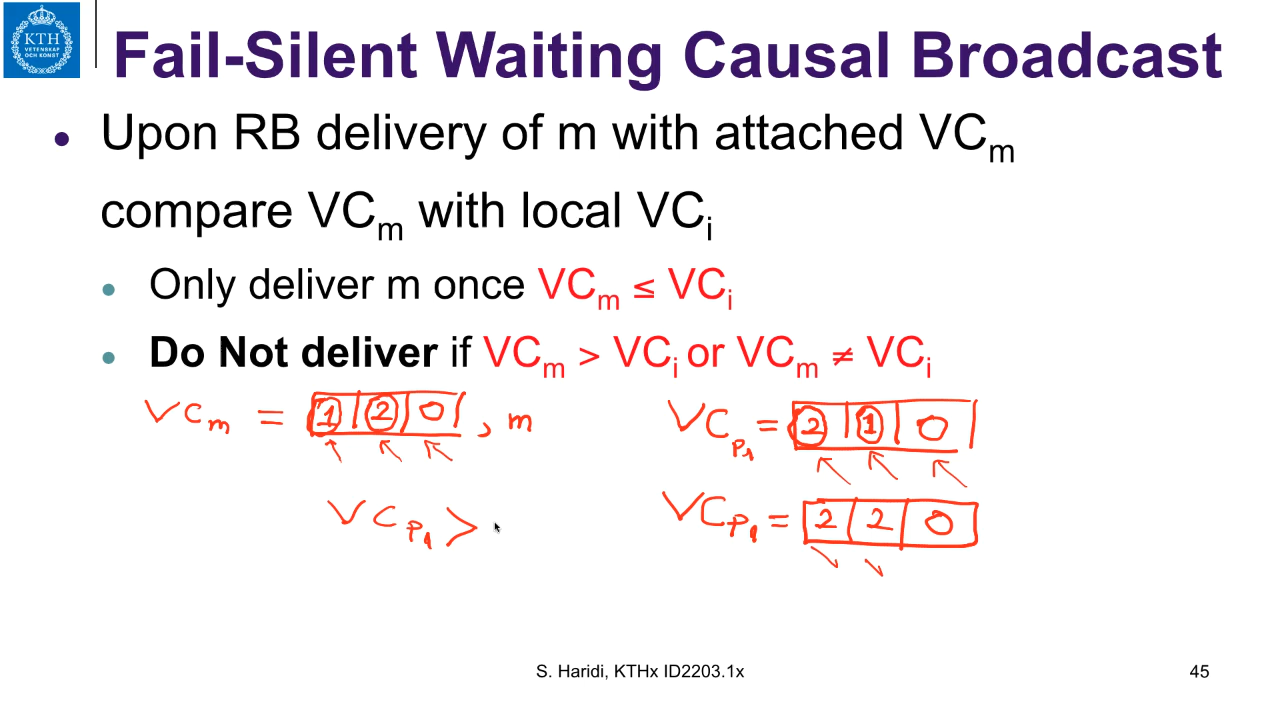 KTH
VETENSKAP
OCH KONST
Fail-Silent Waiting Causal Broadcast
• Upon RB delivery of m with attached VCm
compare VCm with local VCi
• Only deliver m once VCm ≤ VCi
• Do Not deliver if VCm > VCi or VCm ≠ VCi
VCm = 1 | 2 | 0 , m
VCp1 = 2 | 1 | 0
VCp1 >
VCp1 = 2 | 2 | 0
S. Haridi, KTHx ID2203.1x
45